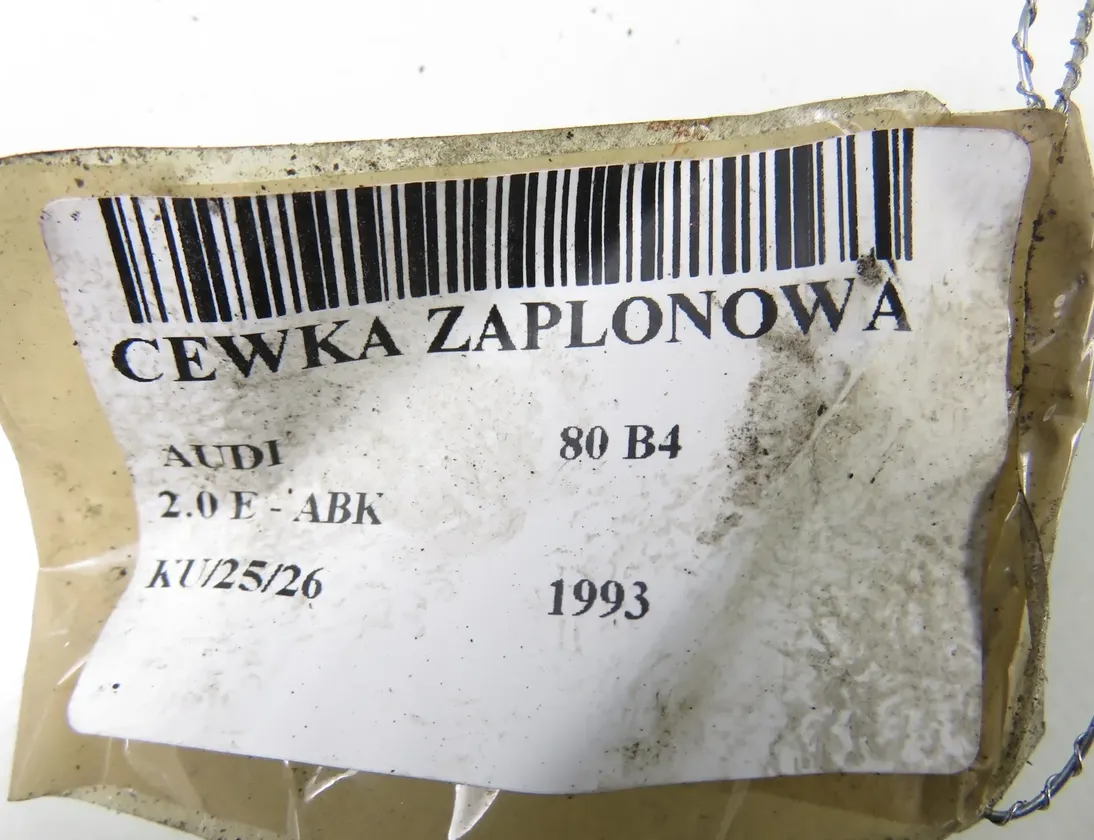 CEWKA ZAPLONOWA
AUDI 80 B4
2.0 E - ABK
KU/25/26 1993